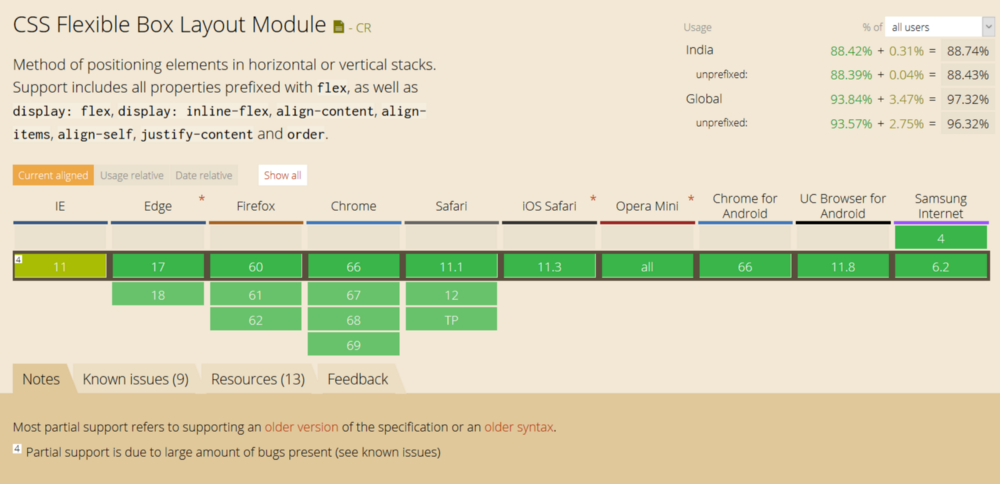 CSS Flexible Box Layout Module - CR
Usage % of all users
India 88.42% + 0.31% = 88.74%
unprefixed: 88.39% + 0.04% = 88.43%
Global 93.84% + 3.47% = 97.32%
unprefixed: 93.57% + 2.75% = 96.32%
Method of positioning elements in horizontal or vertical stacks.
Support includes all properties prefixed with flex, as well as
display: flex, display: inline-flex, align-content, align-
items, align-self, justify-content and order.
Current aligned Usage relative Date relative Show all
IE Edge * Firefox Chrome Safari iOS Safari * Opera Mini * Chrome for Android UC Browser for Android Samsung Internet
4
4 11 17 60 66 11.1 11.3 all 66 11.8 6.2
18 61 67 12
62 68 TP
69
Notes Known issues (9) Resources (13) Feedback
Most partial support refers to supporting an older version of the specification or an older syntax.
4 Partial support is due to large amount of bugs present (see known issues)